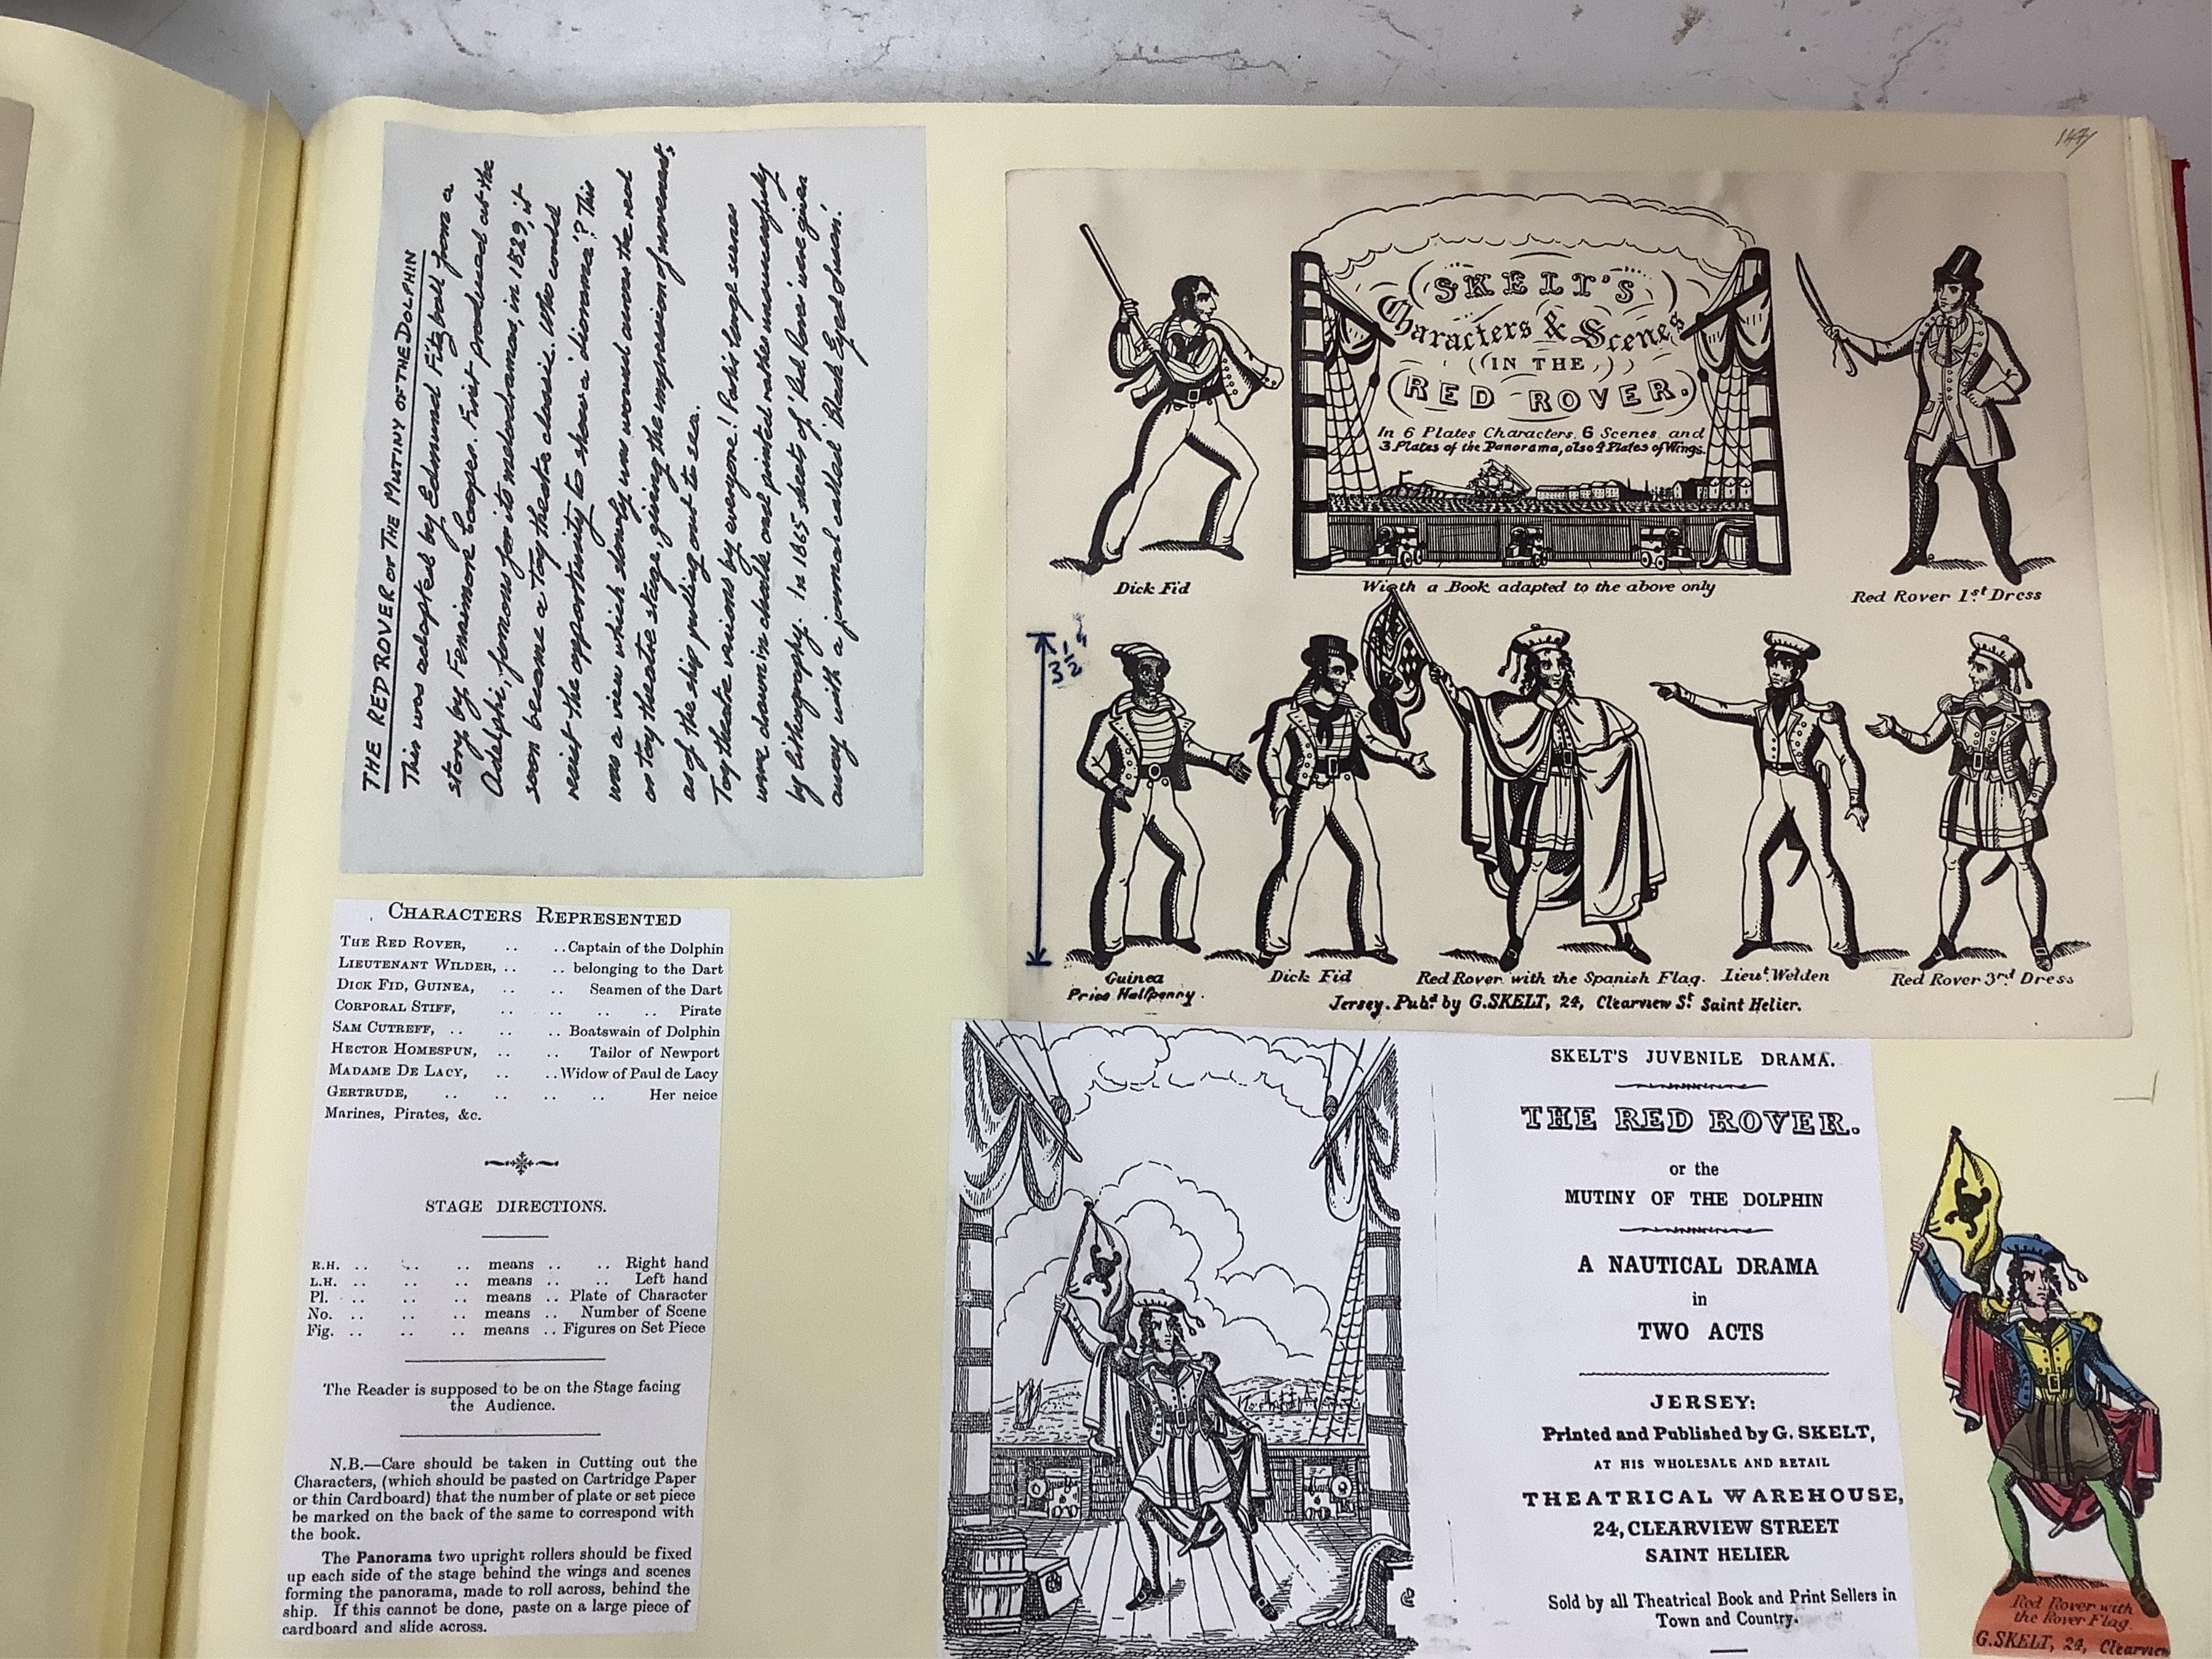 147
THE RED ROVER or THE MUTINY OF THE DOLPHIN
This was adapted by Edmund Fitzball from a
story by Fennimore Cooper. First produced at the
Adelphi, famous for its melodramas, in 1829, it
soon became a Toy theatre classic. Who could
resist the opportunity to show a 'diorama'? This
was a view which slowly was wound across the real
or toy theatre stage, giving the impression of movement,
as of the ship pulling out to sea.
Toy theatre versions by everyone! Park's large scenes
were drawn in chalk and printed rather unsuccessfully
by lithography. In 1865 sheets of 'Red Rover' were given
away with a journal called 'Black Eyed Susan'.
SKELT'S
Characters & Scenes
IN THE
RED ROVER.
In 6 Plates Characters, 6 Scenes, and
3 Plates of the Panorama, also 4 Plates of Wings.
Dick Fid
With a Book adapted to the above only
Red Rover 1st Dress
3 1/2"
Guinea
Dick Fid
Red Rover with the Spanish Flag.
Lieut. Welden
Red Rover 3rd Dress
Price Halfpenny.
Jersey. Pubd. by G. SKELT, 24, Clearview St. Saint Helier.
CHARACTERS REPRESENTED
THE RED ROVER, .. .. Captain of the Dolphin
LIEUTENANT WILDER, .. .. belonging to the Dart
DICK FID, GUINEA, .. .. Seamen of the Dart
CORPORAL STIFF, .. .. .. .. Pirate
SAM CUTREFF, .. .. Boatswain of Dolphin
HECTOR HOMESPUN, .. .. Tailor of Newport
MADAME DE LACY, .. .. Widow of Paul de Lacy
GERTRUDE, .. .. .. .. Her neice
Marines, Pirates, &c.
STAGE DIRECTIONS.
R.H. .. .. .. means .. .. Right hand
L.H. .. .. .. means .. .. Left hand
Pl. .. .. .. means .. Plate of Character
No. .. .. .. means .. Number of Scene
Fig. .. .. .. means .. Figures on Set Piece
The Reader is supposed to be on the Stage facing
the Audience.
N.B.—Care should be taken in Cutting out the
Characters, (which should be pasted on Cartridge Paper
or thin Cardboard) that the number of plate or set piece
be marked on the back of the same to correspond with
the book.
The Panorama two upright rollers should be fixed
up each side of the stage behind the wings and scenes
forming the panorama, made to roll across, behind the
ship. If this cannot be done, paste on a large piece of
cardboard and slide across.
SKELT'S JUVENILE DRAMA.
THE RED ROVER.
or the
MUTINY OF THE DOLPHIN
A NAUTICAL DRAMA
in
TWO ACTS
JERSEY:
Printed and Published by G. SKELT,
AT HIS WHOLESALE AND RETAIL
THEATRICAL WAREHOUSE,
24, CLEARVIEW STREET
SAINT HELIER
Sold by all Theatrical Book and Print Sellers in
Town and Country.
Red Rover with
the Rover Flag.
G. SKELT, 24, Clearview